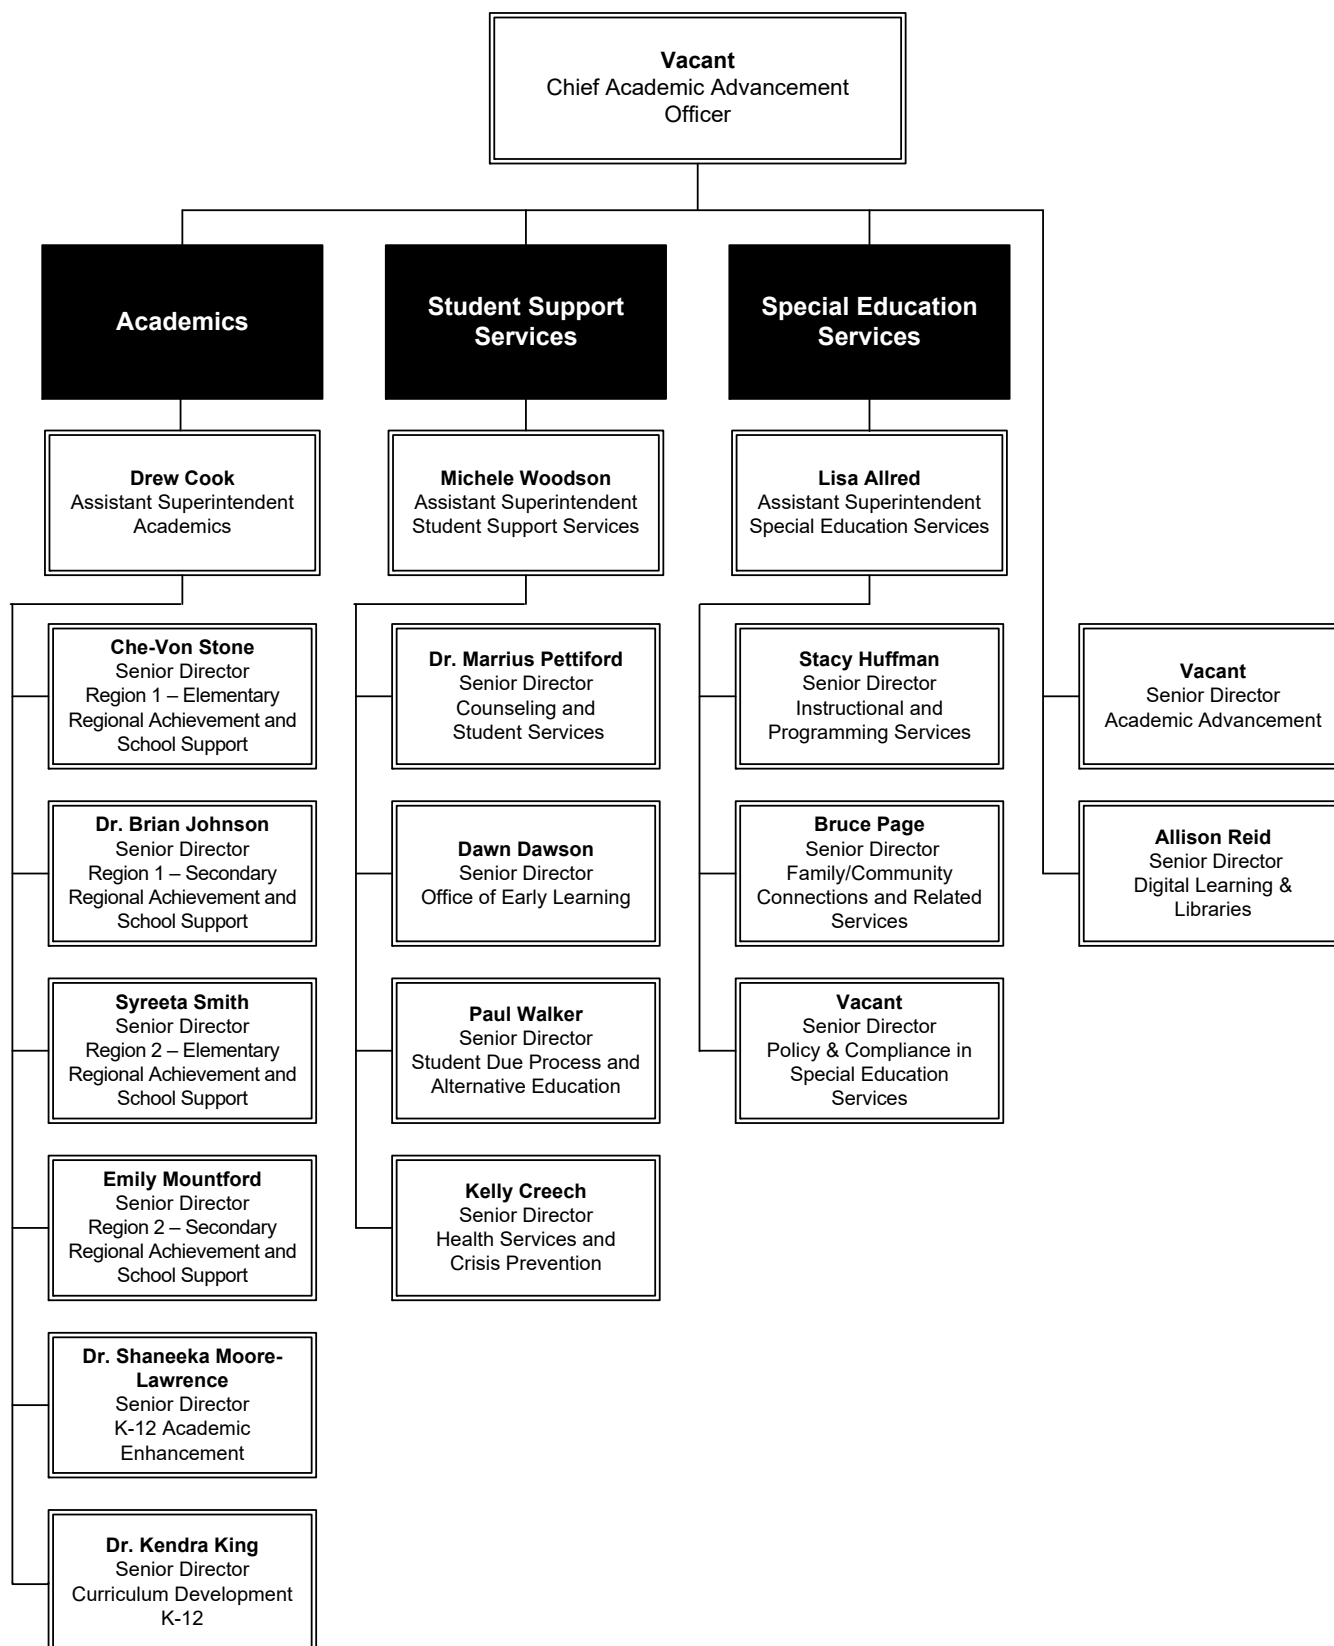 Vacant
Chief Academic Advancement
Officer
Academics
Student Support
Services
Special Education
Services
Drew Cook
Assistant Superintendent
Academics
Michele Woodson
Assistant Superintendent
Student Support Services
Lisa Allred
Assistant Superintendent
Special Education Services
Che-Von Stone
Senior Director
Region 1 – Elementary
Regional Achievement and
School Support
Dr. Brian Johnson
Senior Director
Region 1 – Secondary
Regional Achievement and
School Support
Syreeta Smith
Senior Director
Region 2 – Elementary
Regional Achievement and
School Support
Emily Mountford
Senior Director
Region 2 – Secondary
Regional Achievement and
School Support
Dr. Shaneeka Moore-
Lawrence
Senior Director
K-12 Academic
Enhancement
Dr. Kendra King
Senior Director
Curriculum Development
K-12
Dr. Marrius Pettiford
Senior Director
Counseling and
Student Services
Dawn Dawson
Senior Director
Office of Early Learning
Paul Walker
Senior Director
Student Due Process and
Alternative Education
Kelly Creech
Senior Director
Health Services and
Crisis Prevention
Stacy Huffman
Senior Director
Instructional and
Programming Services
Bruce Page
Senior Director
Family/Community
Connections and Related
Services
Vacant
Senior Director
Policy & Compliance in
Special Education
Services
Vacant
Senior Director
Academic Advancement
Allison Reid
Senior Director
Digital Learning &
Libraries